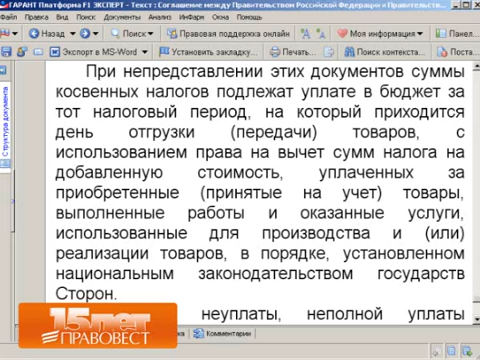 ГАРАНТ Платформа F1 ЭКСПЕРТ - Текст : Соглашение между Правительством Российской Федерации и Правительств...
Файл Правка Вид Поиск Документы Анализ ИнФарм Окна Помощь
Назад Поиск Правовая поддержка онлайн Моя информация Панел...
Экспорт в MS-Word Установить закладку... Печать... Поиск контекста... Поста...
Структура документа
При непредставлении этих документов суммы
косвенных налогов подлежат уплате в бюджет за
тот налоговый период, на который приходится
день отгрузки (передачи) товаров, с
использованием права на вычет сумм налога на
добавленную стоимость, уплаченных за
приобретенные (принятые на учет) товары,
выполненные работы и оказанные услуги,
использованные для производства и (или)
реализации товаров, в порядке, установленном
национальным законодательством государств
Сторон.
неуплаты, неполной уплаты
15 лет
ПРАВОВЕСТ
Комментарии